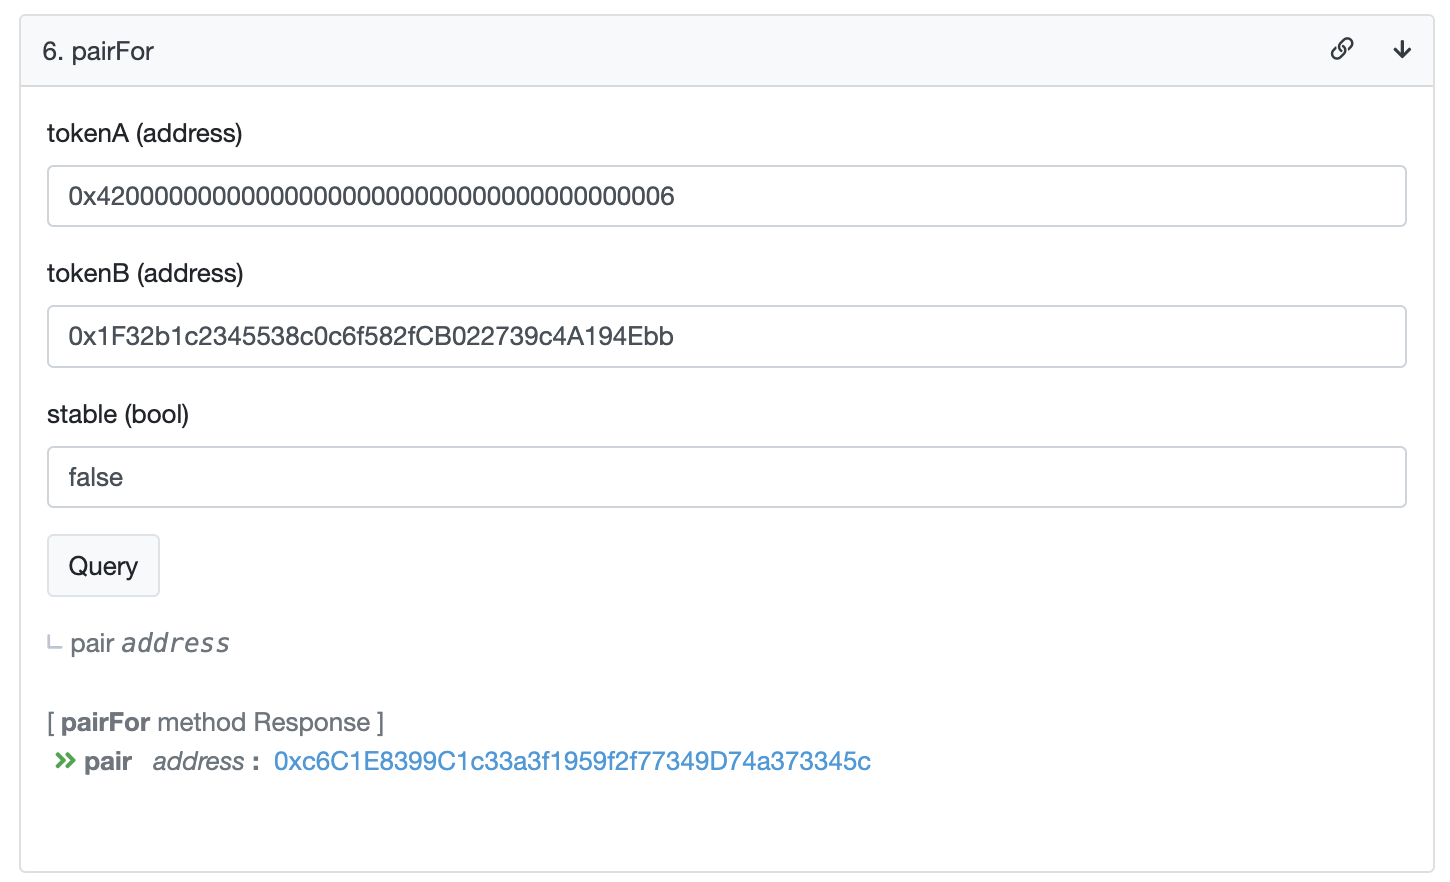 6. pairFor
tokenA (address)
0x4200000000000000000000000000000000000006
tokenB (address)
0x1F32b1c2345538c0c6f582fCB022739c4A194Ebb
stable (bool)
false
Query
pair address
[ pairFor method Response ]
pair address : 0xc6C1E8399C1c33a3f1959f2f77349D74a373345c